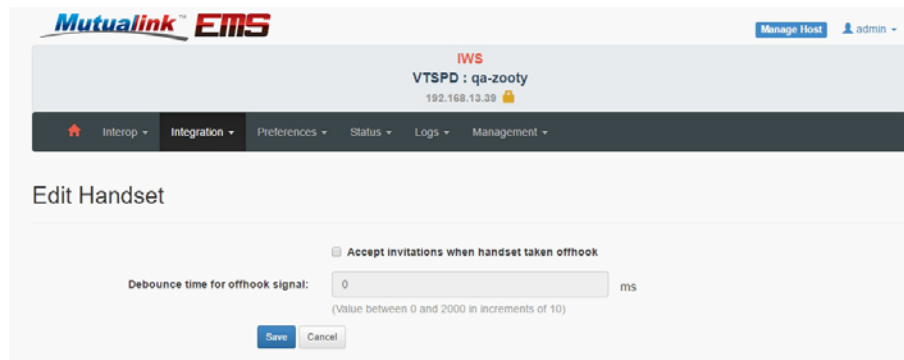 Mutualink™ EMS
Manage Host admin
IWS
VTSPD : qa-zooty
192.168.13.39
Interop Integration Preferences Status Logs Management
Edit Handset
Accept invitations when handset taken offhook
Debounce time for offhook signal: 0 ms
(Value between 0 and 2000 in increments of 10)
Save Cancel